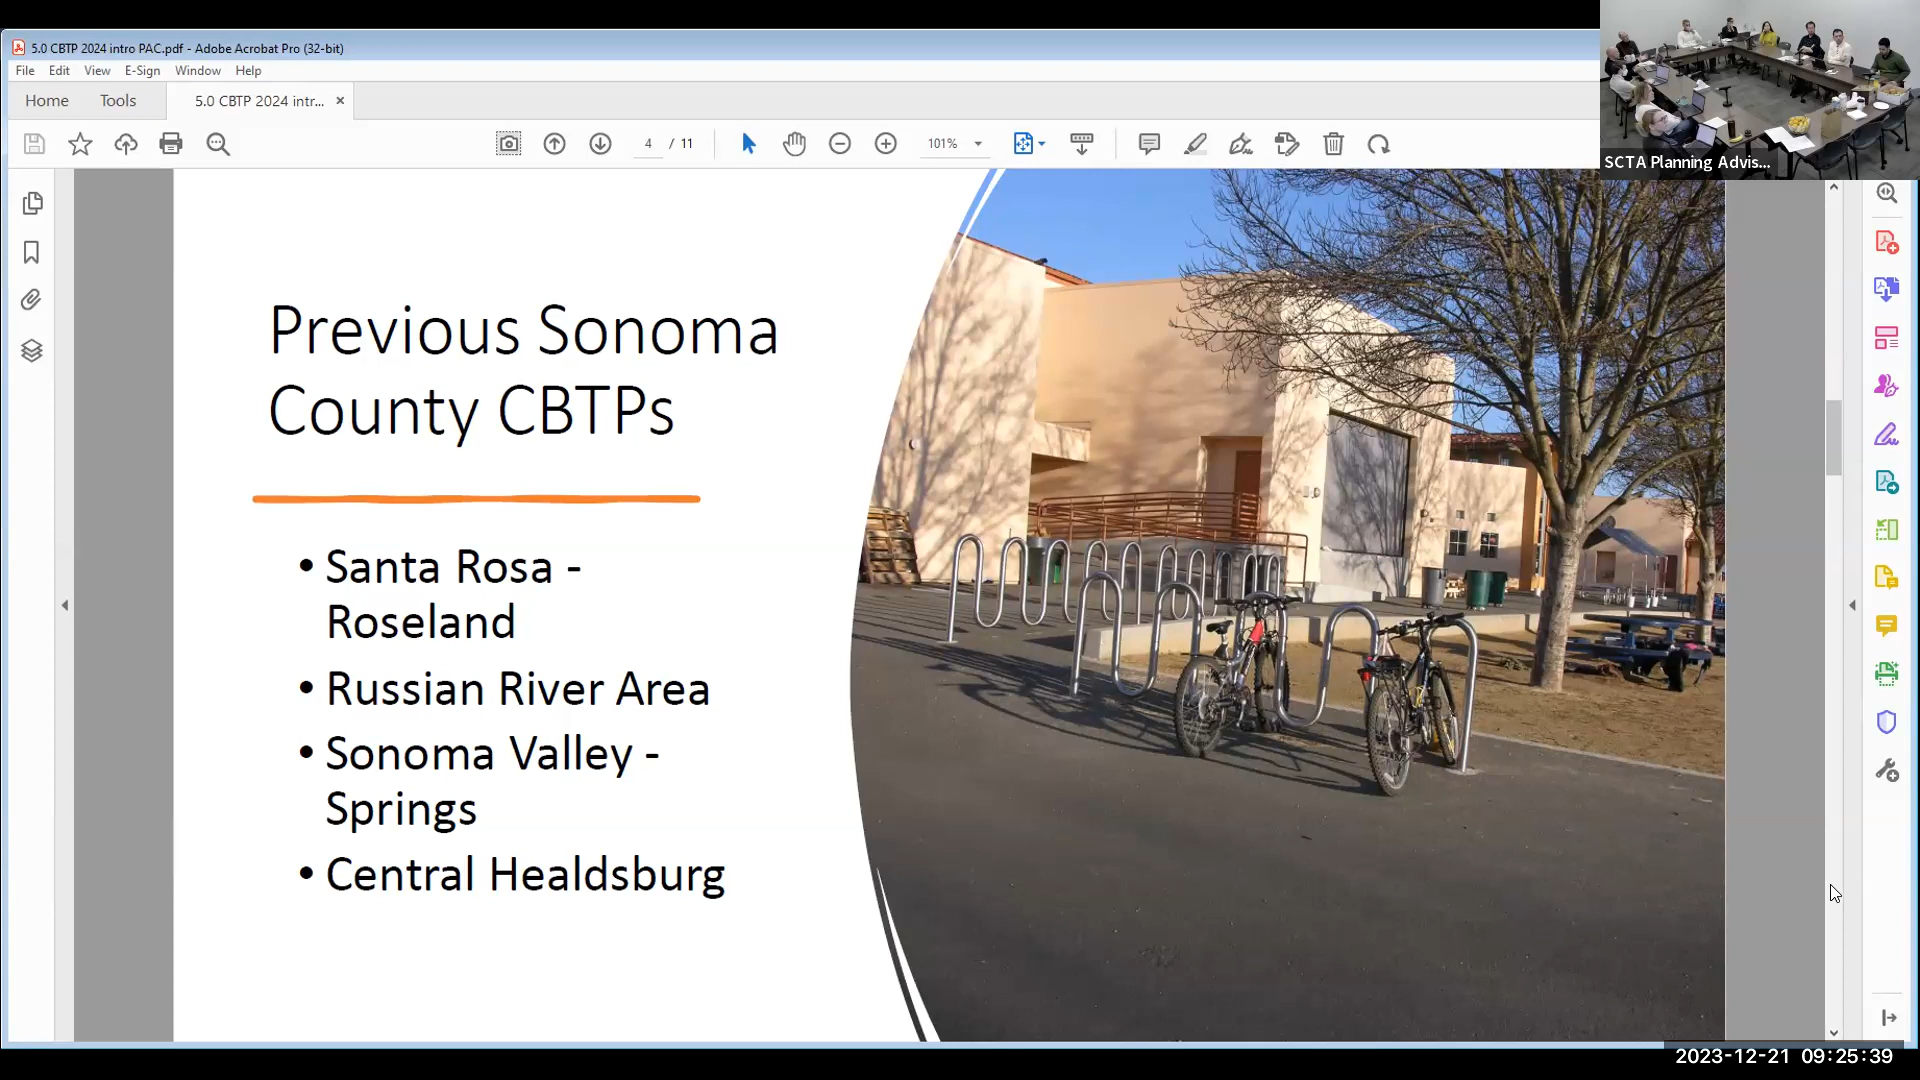 5.0 CBTP 2024 intro PAC.pdf - Adobe Acrobat Pro (32-bit)
File Edit View E-Sign Window Help
Home Tools 5.0 CBTP 2024 intr... ×
4 / 11 101%
SCTA Planning Advis...
Previous Sonoma
County CBTPs
• Santa Rosa -
Roseland
• Russian River Area
• Sonoma Valley -
Springs
• Central Healdsburg
2023-12-21 09:25:39